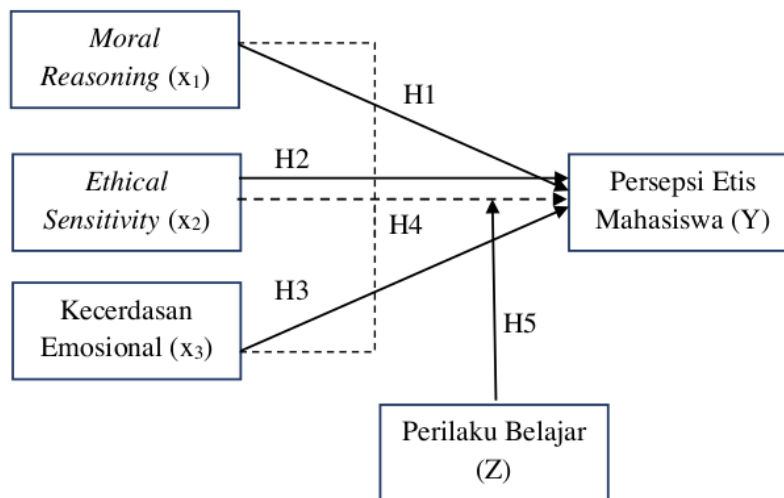 Moral
Reasoning (x₁)
H1
H2
Ethical
Sensitivity (x₂)
Persepsi Etis
Mahasiswa (Y)
H4
H3
Kecerdasan
Emosional (x₃)
H5
Perilaku Belajar
(Z)